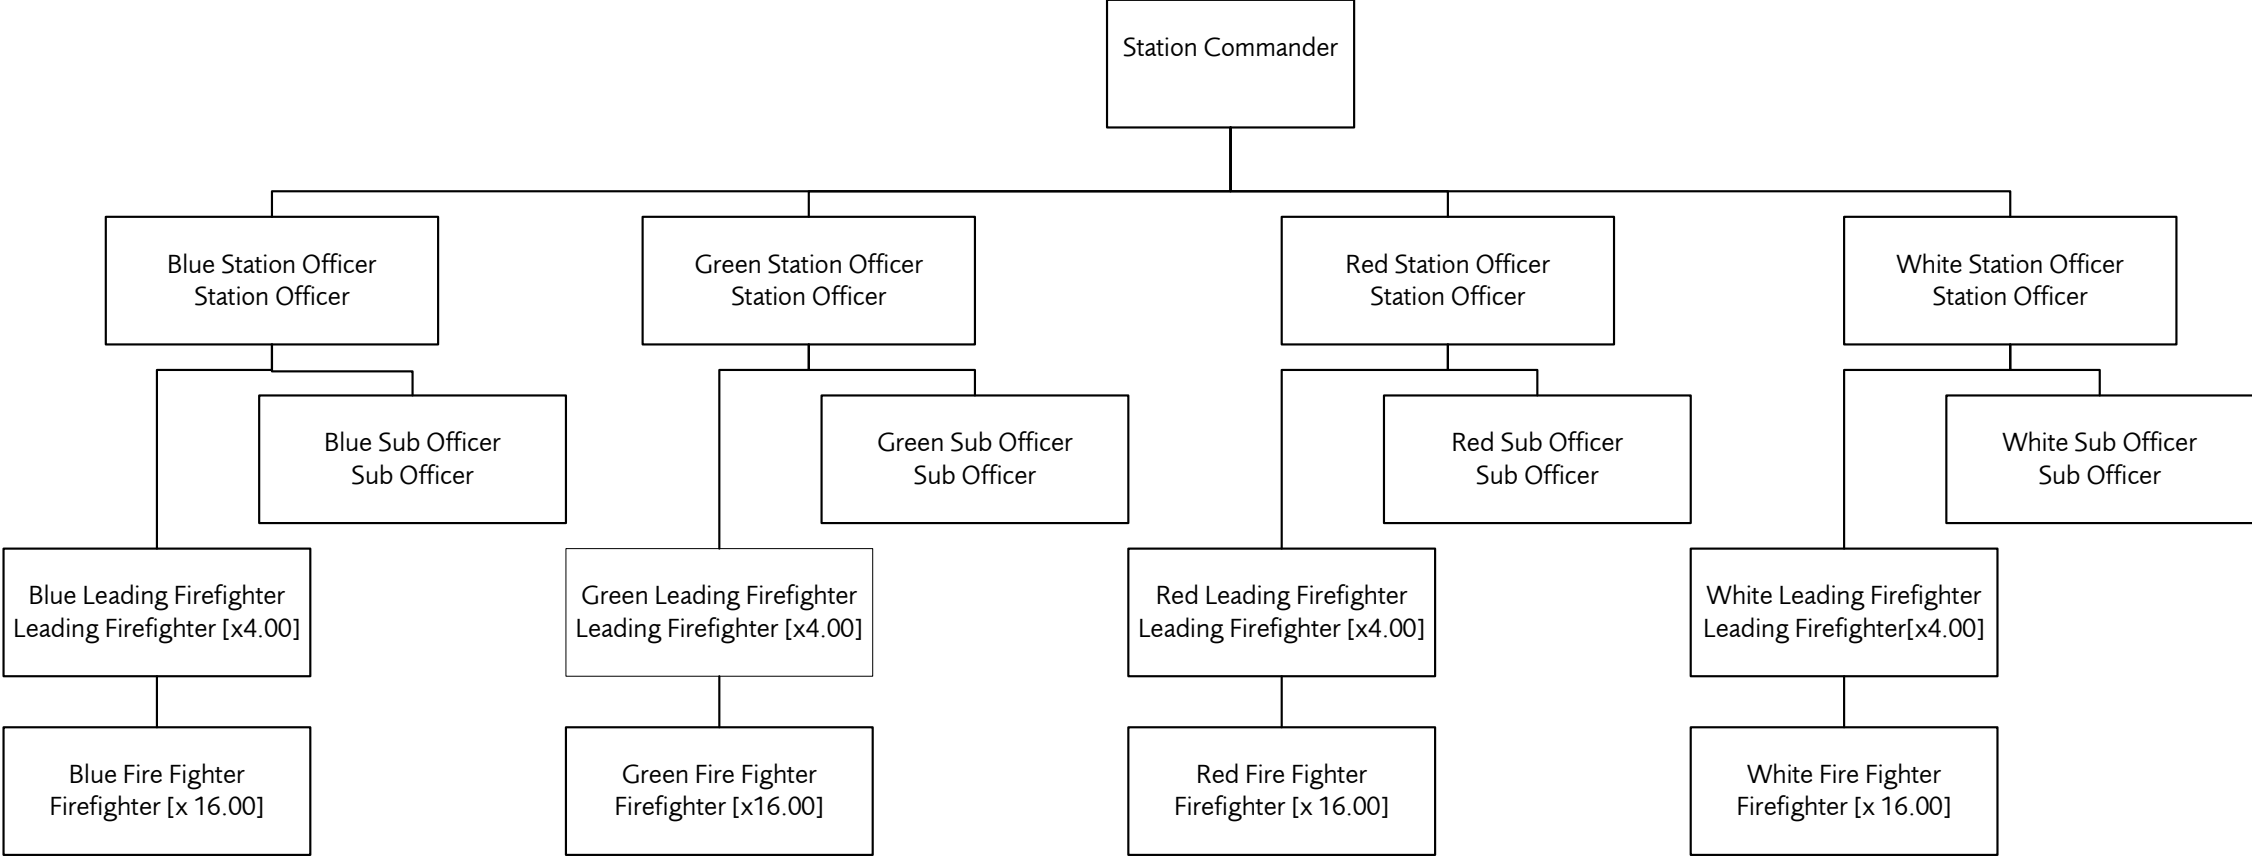 Station Commander
Blue Station Officer
Station Officer
Green Station Officer
Station Officer
Red Station Officer
Station Officer
White Station Officer
Station Officer
Blue Sub Officer
Sub Officer
Green Sub Officer
Sub Officer
Red Sub Officer
Sub Officer
White Sub Officer
Sub Officer
Blue Leading Firefighter
Leading Firefighter [x4.00]
Green Leading Firefighter
Leading Firefighter [x4.00]
Red Leading Firefighter
Leading Firefighter [x4.00]
White Leading Firefighter
Leading Firefighter[x4.00]
Blue Fire Fighter
Firefighter [x 16.00]
Green Fire Fighter
Firefighter [x16.00]
Red Fire Fighter
Firefighter [x 16.00]
White Fire Fighter
Firefighter [x 16.00]